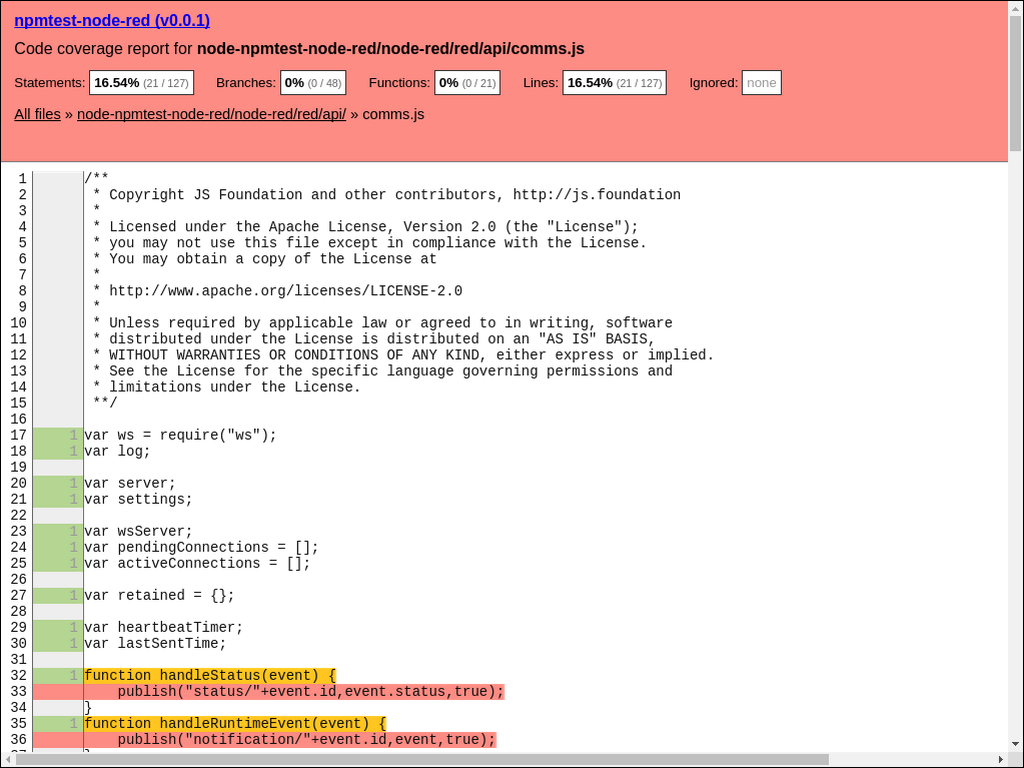 npmtest-node-red (v0.0.1)
Code coverage report for node-npmtest-node-red/node-red/red/api/comms.js
Statements: 16.54% (21 / 127) Branches: 0% (0 / 48) Functions: 0% (0 / 21) Lines: 16.54% (21 / 127) Ignored: none
All files » node-npmtest-node-red/node-red/red/api/ » comms.js
1 /**
2  * Copyright JS Foundation and other contributors, http://js.foundation
3  *
4  * Licensed under the Apache License, Version 2.0 (the "License");
5  * you may not use this file except in compliance with the License.
6  * You may obtain a copy of the License at
7  *
8  * http://www.apache.org/licenses/LICENSE-2.0
9  *
10  * Unless required by applicable law or agreed to in writing, software
11  * distributed under the License is distributed on an "AS IS" BASIS,
12  * WITHOUT WARRANTIES OR CONDITIONS OF ANY KIND, either express or implied.
13  * See the License for the specific language governing permissions and
14  * limitations under the License.
15  **/
16
17 1 var ws = require("ws");
18 1 var log;
19
20 1 var server;
21 1 var settings;
22
23 1 var wsServer;
24 1 var pendingConnections = [];
25 1 var activeConnections = [];
26
27 1 var retained = {};
28
29 1 var heartbeatTimer;
30 1 var lastSentTime;
31
32 1 function handleStatus(event) {
33     publish("status/"+event.id,event.status,true);
34 }
35 1 function handleRuntimeEvent(event) {
36     publish("notification/"+event.id,event,true);